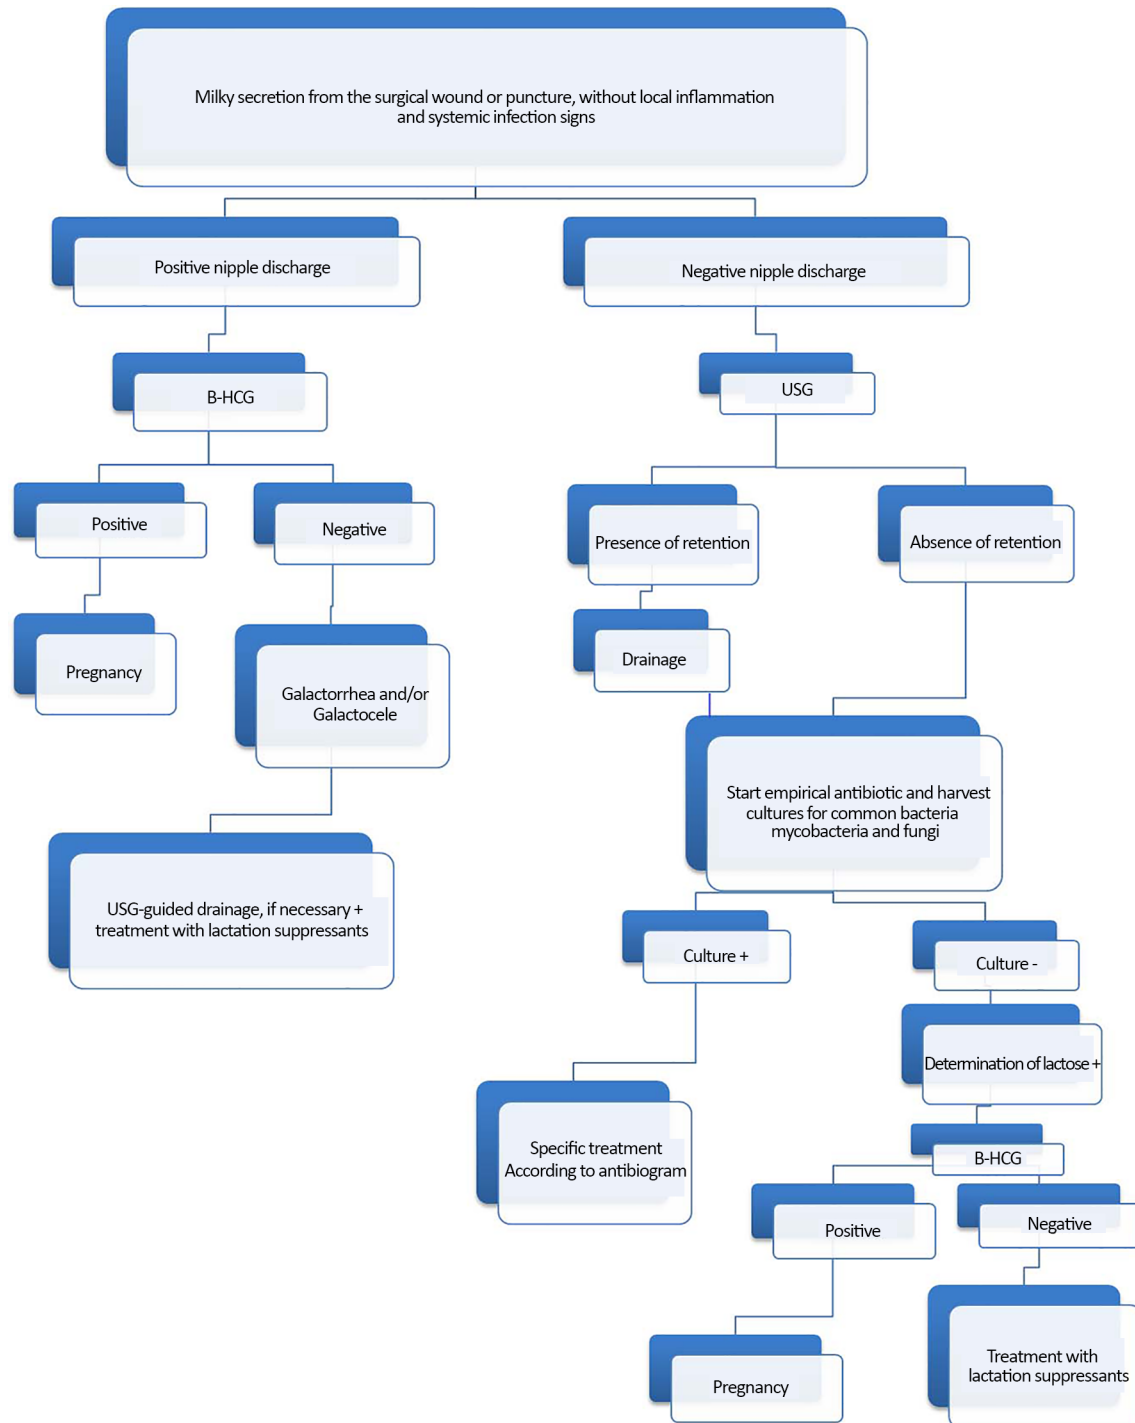 Milky secretion from the surgical wound or puncture, without local inflammation
and systemic infection signs
Positive nipple discharge
Negative nipple discharge
B-HCG
USG
Positive
Negative
Presence of retention
Absence of retention
Pregnancy
Drainage
Galactorrhea and/or
Galactocele
Start empirical antibiotic and harvest
cultures for common bacteria
mycobacteria and fungi
USG-guided drainage, if necessary +
treatment with lactation suppressants
Culture +
Culture -
Determination of lactose +
Specific treatment
According to antibiogram
B-HCG
Positive
Negative
Pregnancy
Treatment with
lactation suppressants